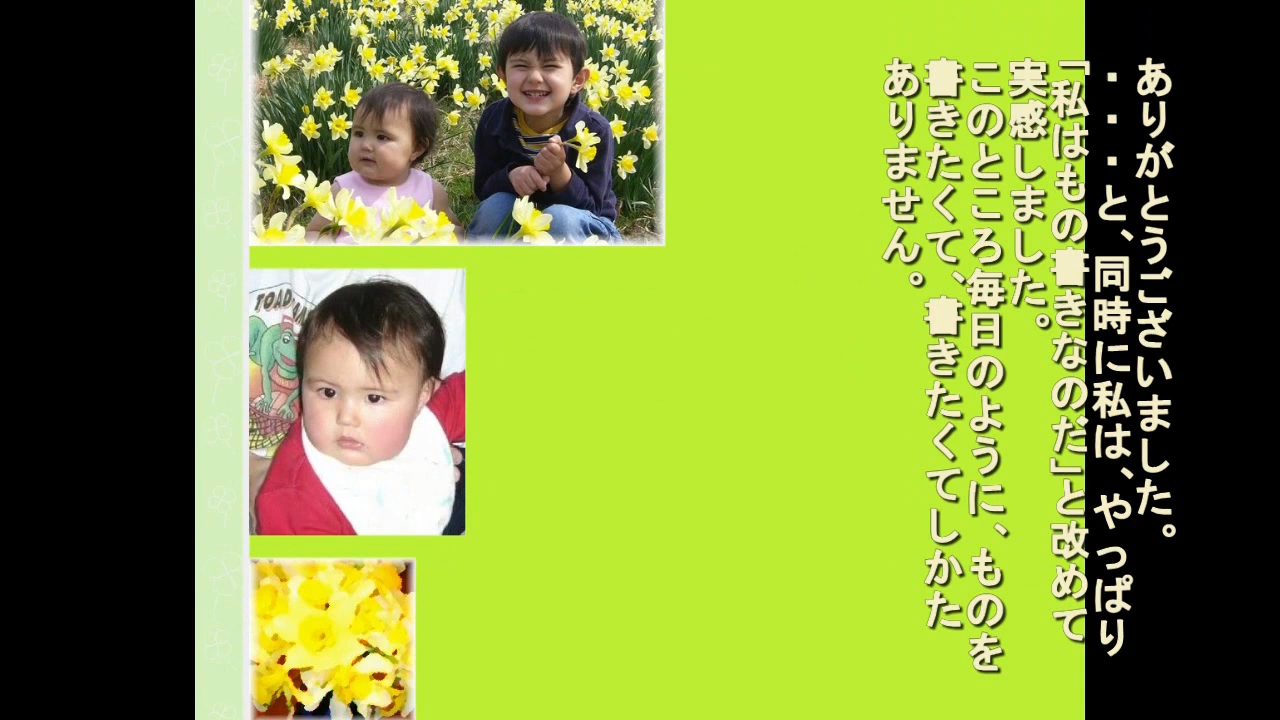 ありがとうございました。
・・・と、同時に私は、やっぱり
「私はもの書きなのだ」と改めて
実感しました。
このところ毎日のように、ものを
書きたくて、書きたくてしかた
ありません。
TOAD